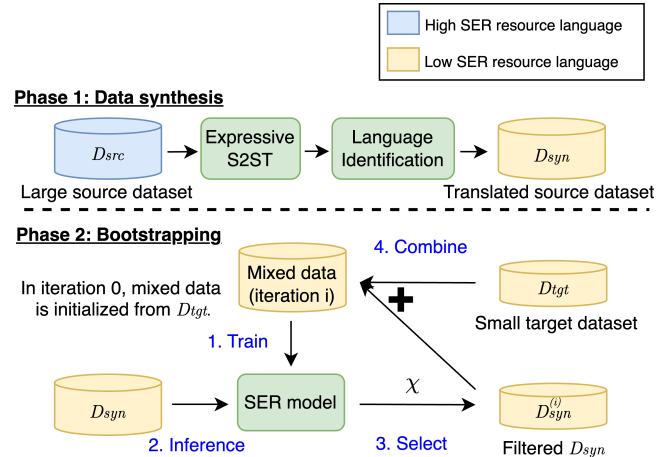 High SER resource language
Low SER resource language
Phase 1: Data synthesis
Dsrc
Expressive
S2ST
Language
Identification
Dsyn
Large source dataset
Translated source dataset
Phase 2: Bootstrapping
4. Combine
Mixed data
(iteration i)
In iteration 0, mixed data
is initialized from Dtgt.
Dtgt
Small target dataset
1. Train
Dsyn
SER model
χ
D(i)syn
2. Inference
3. Select
Filtered Dsyn